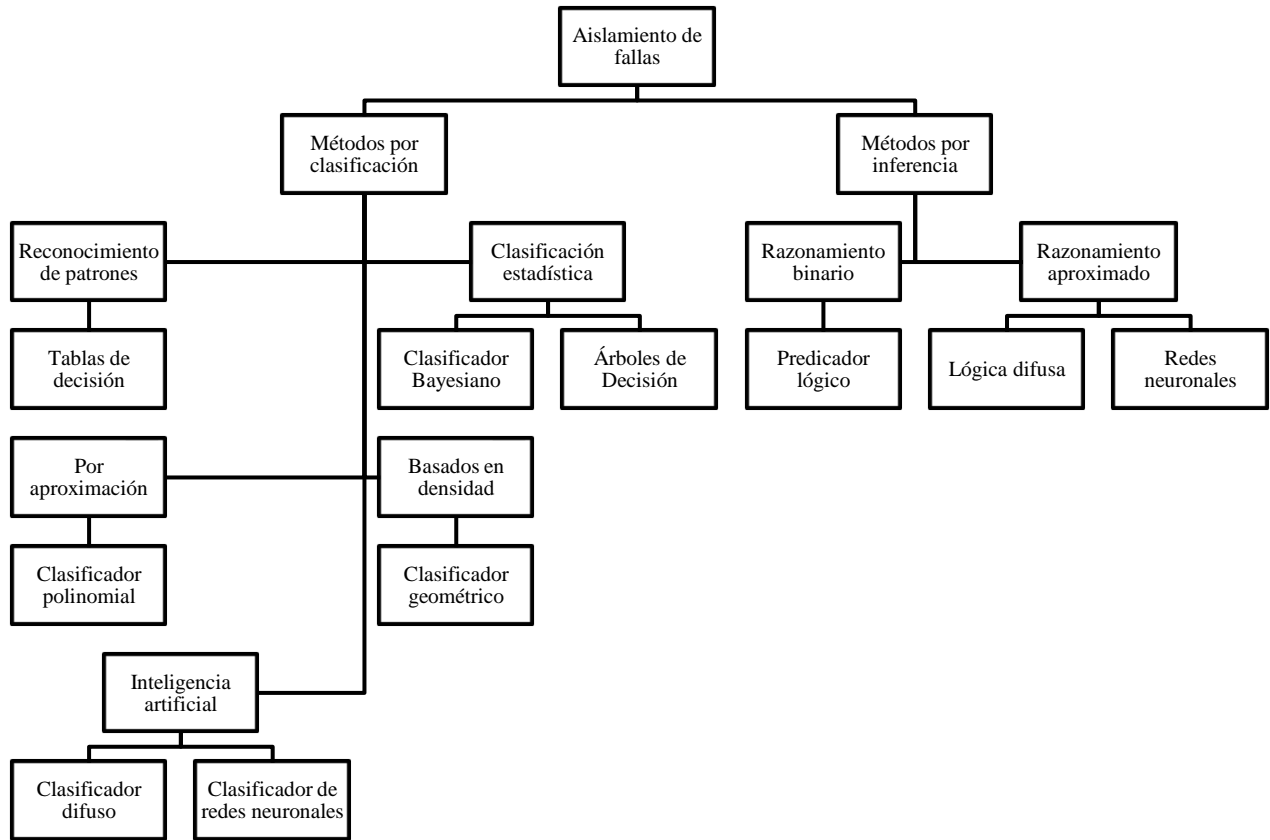 Aislamiento de
fallas
Métodos por
clasificación
Métodos por
inferencia
Reconocimiento
de patrones
Clasificación
estadística
Razonamiento
binario
Razonamiento
aproximado
Tablas de
decisión
Clasificador
Bayesiano
Árboles de
Decisión
Predicador
lógico
Lógica difusa
Redes
neuronales
Por
aproximación
Basados en
densidad
Clasificador
polinomial
Clasificador
geométrico
Inteligencia
artificial
Clasificador
difuso
Clasificador de
redes neuronales